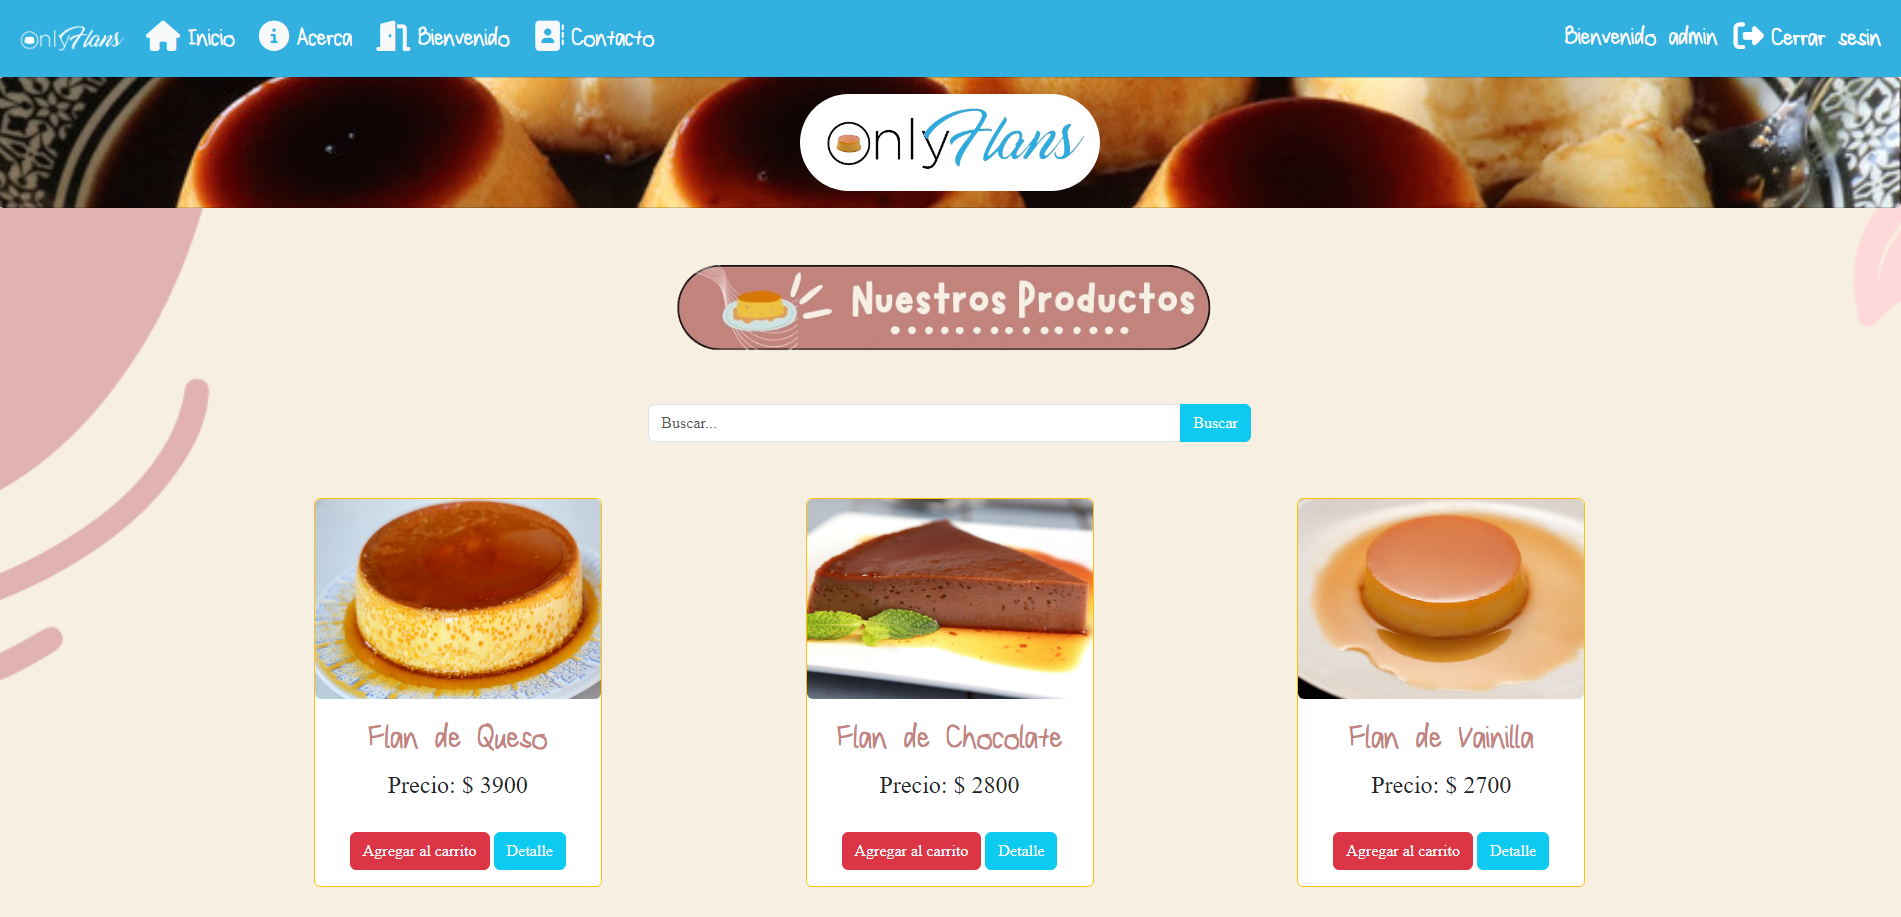 OnlyFlans Inicio Acerca Bienvenido Contacto Bienvenido admin Cerrar sesin
OnlyFlans
Nuestros Productos
Buscar... Buscar
Flan de Queso
Precio: $ 3900
Agregar al carrito Detalle
Flan de Chocolate
Precio: $ 2800
Agregar al carrito Detalle
Flan de Vainilla
Precio: $ 2700
Agregar al carrito Detalle